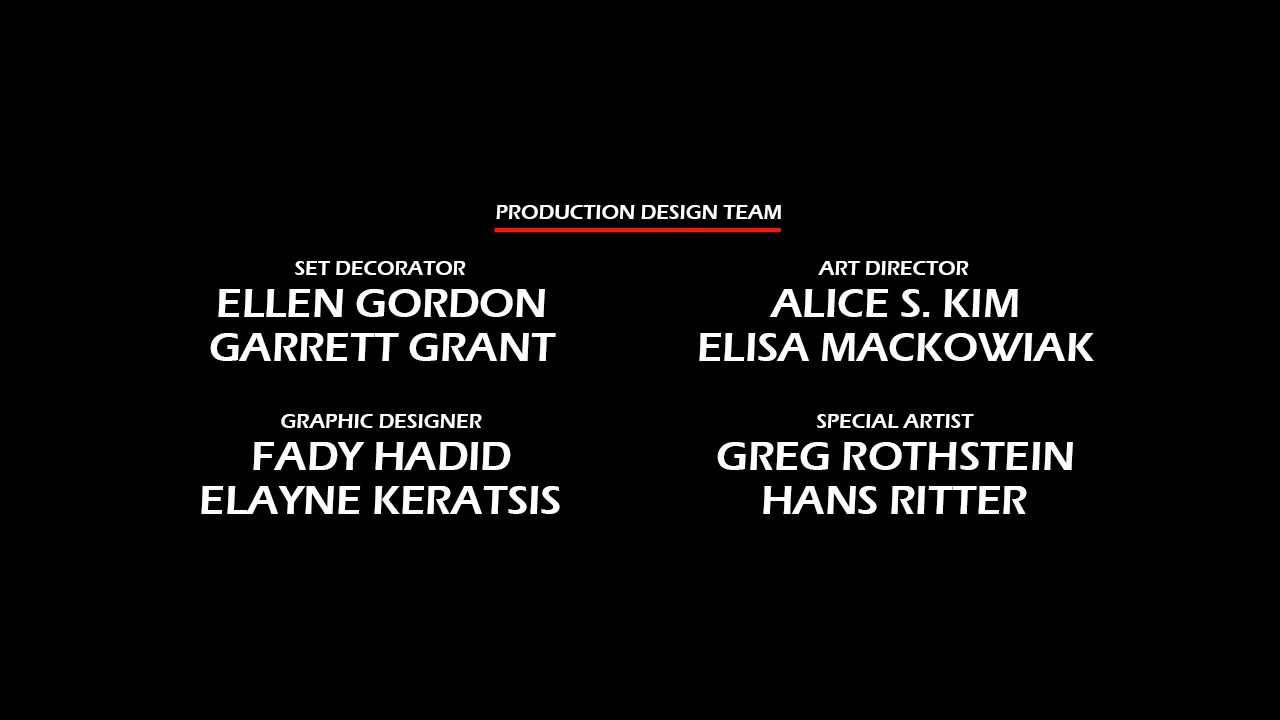 PRODUCTION DESIGN TEAM
SET DECORATOR
ELLEN GORDON
GARRETT GRANT
ART DIRECTOR
ALICE S. KIM
ELISA MACKOWIAK
GRAPHIC DESIGNER
FADY HADID
ELAYNE KERATSIS
SPECIAL ARTIST
GREG ROTHSTEIN
HANS RITTER